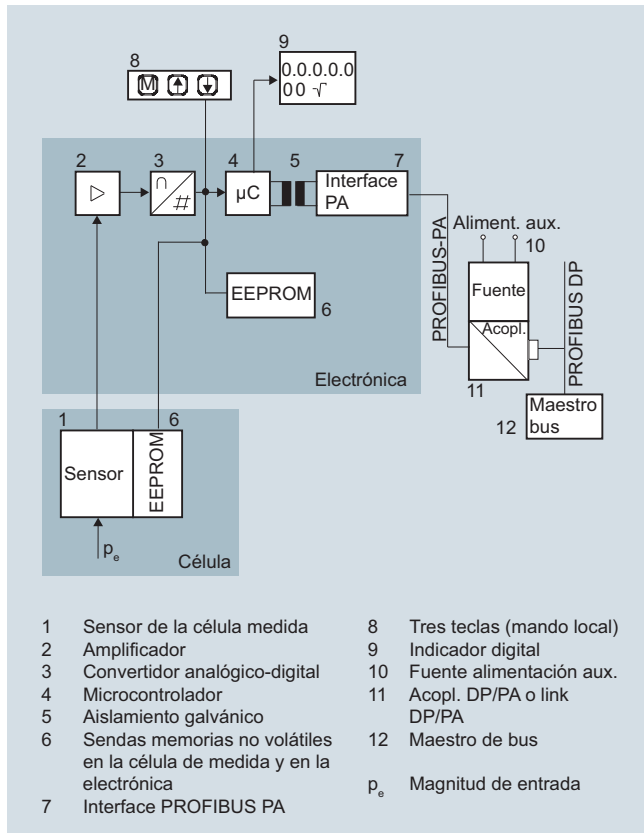 8
M
9
0.0.0.0.0
00 √
2
3
4
5
7
∩
#
µC
Interface
PA
EEPROM
6
Electrónica
PROFIBUS-PA
Aliment. aux.
10
Fuente
Acopl.
11
PROFIBUS DP
12
Maestro
bus
1
6
Sensor
EEPROM
pe
Célula
1 Sensor de la célula medida
2 Amplificador
3 Convertidor analógico-digital
4 Microcontrolador
5 Aislamiento galvánico
6 Sendas memorias no volátiles
en la célula de medida y en la
electrónica
7 Interface PROFIBUS PA
8 Tres teclas (mando local)
9 Indicador digital
10 Fuente alimentación aux.
11 Acopl. DP/PA o link
DP/PA
12 Maestro de bus
pe Magnitud de entrada